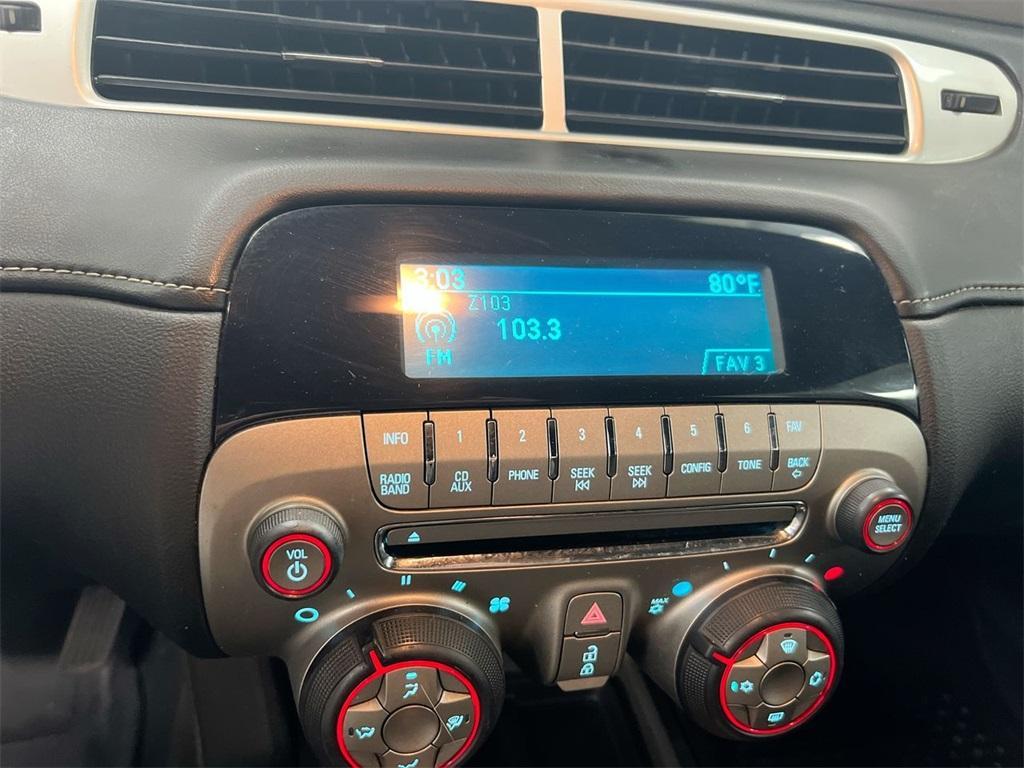 3:03 80°F
Z103
103.3
FM
FAV 3
INFO 1 2 3 4 5 6 FAV
RADIO BAND CD AUX PHONE SEEK SEEK CONFIG TONE BACK
VOL
MENU SELECT
MAX